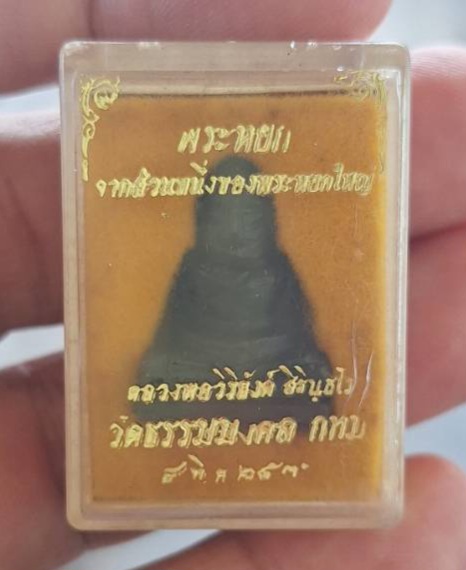 พระหยก
จากส่วนหนึ่งของพระหยกใหญ่
หลวงพ่อวิริยังค์ สิรินฺธโร
วัดธรรมมงคล กทม